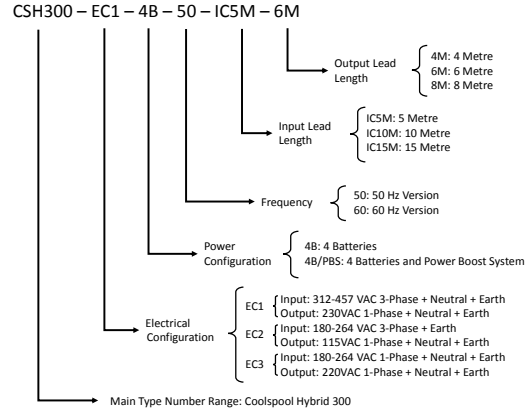 CSH300 – EC1 – 4B – 50 – IC5M – 6M
Output Lead
Length
4M: 4 Metre
6M: 6 Metre
8M: 8 Metre
Input Lead
Length
IC5M: 5 Metre
IC10M: 10 Metre
IC15M: 15 Metre
Frequency
50: 50 Hz Version
60: 60 Hz Version
Power
Configuration
4B: 4 Batteries
4B/PBS: 4 Batteries and Power Boost System
Electrical
Configuration
EC1
Input: 312-457 VAC 3-Phase + Neutral + Earth
Output: 230VAC 1-Phase + Neutral + Earth
EC2
Input: 180-264 VAC 3-Phase + Earth
Output: 115VAC 1-Phase + Neutral + Earth
EC3
Input: 180-264 VAC 1-Phase + Neutral + Earth
Output: 220VAC 1-Phase + Neutral + Earth
Main Type Number Range: Coolspool Hybrid 300